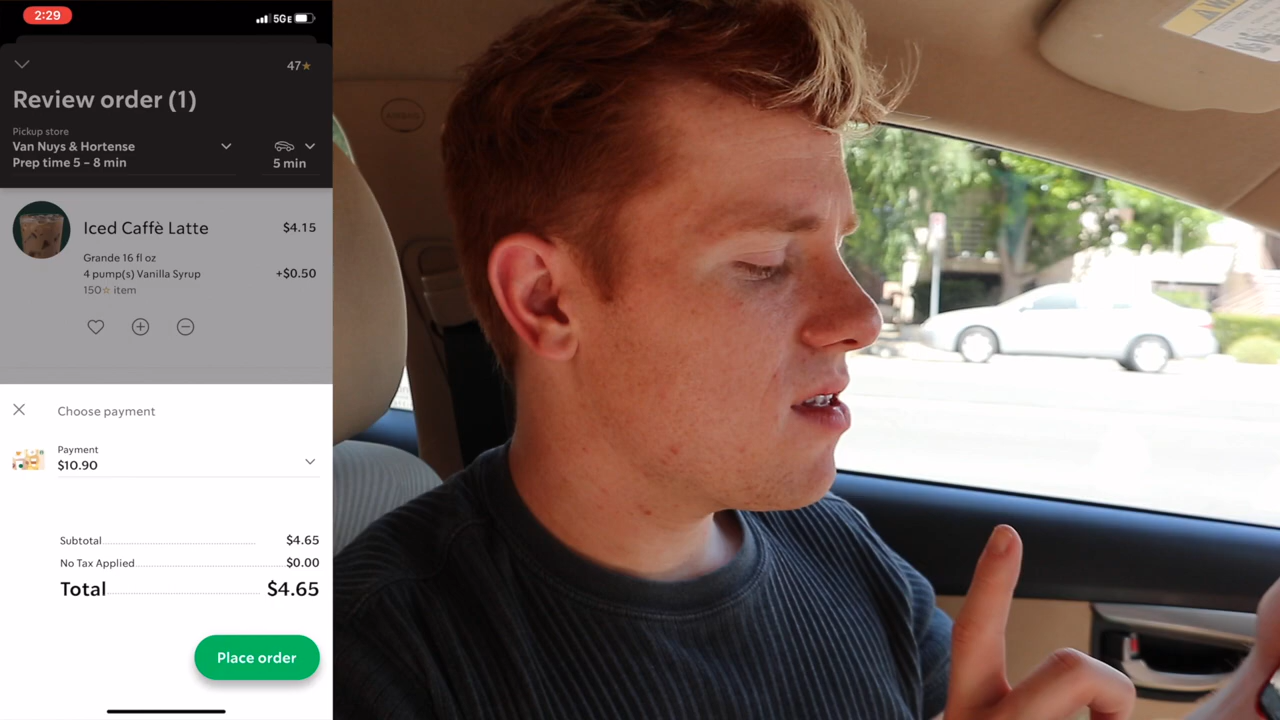 2:29
5GE
47★
Review order (1)
Pickup store
Van Nuys & Hortense
Prep time 5 – 8 min
5 min
Iced Caffè Latte
$4.15
Grande 16 fl oz
4 pump(s) Vanilla Syrup
+$0.50
150☆ item
Choose payment
Payment
$10.90
Subtotal
$4.65
No Tax Applied
$0.00
Total
$4.65
Place order
AIRBAG